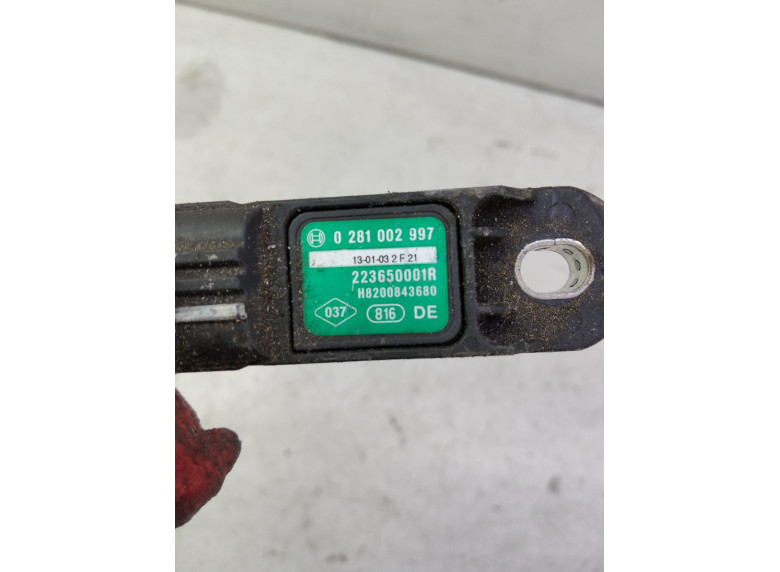 0 281 002 997
13-01-03 2 F 21
223650001R
H8200843680
037 816 DE